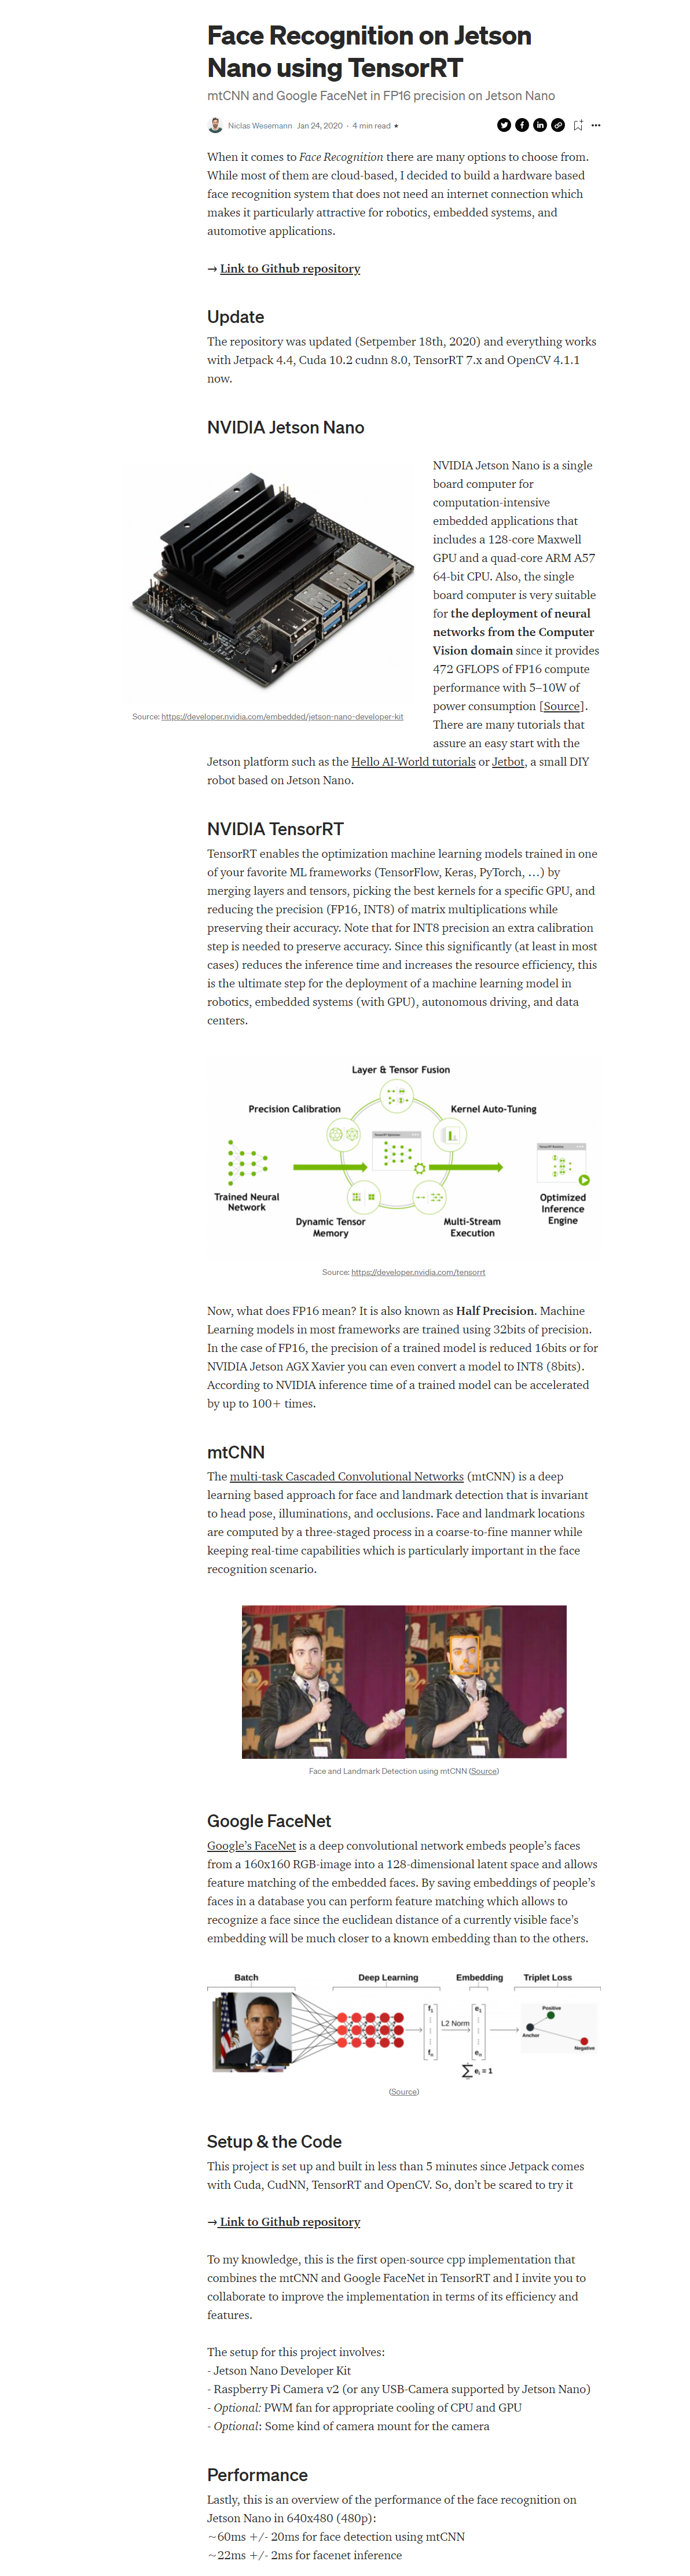 Face Recognition on Jetson
Nano using TensorRT
mtCNN and Google FaceNet in FP16 precision on Jetson Nano
Niclas Wesemann Jan 24, 2020 · 4 min read ★
When it comes to Face Recognition there are many options to choose from.
While most of them are cloud-based, I decided to build a hardware based
face recognition system that does not need an internet connection which
makes it particularly attractive for robotics, embedded systems, and
automotive applications.
→ Link to Github repository
Update
The repository was updated (Setpember 18th, 2020) and everything works
with Jetpack 4.4, Cuda 10.2 cudnn 8.0, TensorRT 7.x and OpenCV 4.1.1
now.
NVIDIA Jetson Nano
NVIDIA Jetson Nano is a single
board computer for
computation-intensive
embedded applications that
includes a 128-core Maxwell
GPU and a quad-core ARM A57
64-bit CPU. Also, the single
board computer is very suitable
for the deployment of neural
networks from the Computer
Vision domain since it provides
472 GFLOPS of FP16 compute
performance with 5–10W of
power consumption [Source].
There are many tutorials that
assure an easy start with the
Source: https://developer.nvidia.com/embedded/jetson-nano-developer-kit
Jetson platform such as the Hello AI-World tutorials or Jetbot, a small DIY
robot based on Jetson Nano.
NVIDIA TensorRT
TensorRT enables the optimization machine learning models trained in one
of your favorite ML frameworks (TensorFlow, Keras, PyTorch, …) by
merging layers and tensors, picking the best kernels for a specific GPU, and
reducing the precision (FP16, INT8) of matrix multiplications while
preserving their accuracy. Note that for INT8 precision an extra calibration
step is needed to preserve accuracy. Since this significantly (at least in most
cases) reduces the inference time and increases the resource efficiency, this
is the ultimate step for the deployment of a machine learning model in
robotics, embedded systems (with GPU), autonomous driving, and data
centers.
Layer & Tensor Fusion
Precision Calibration
Kernel Auto-Tuning
Trained Neural
Network
Dynamic Tensor
Memory
Multi-Stream
Execution
Optimized
Inference
Engine
Source: https://developer.nvidia.com/tensorrt
Now, what does FP16 mean? It is also known as Half Precision. Machine
Learning models in most frameworks are trained using 32bits of precision.
In the case of FP16, the precision of a trained model is reduced 16bits or for
NVIDIA Jetson AGX Xavier you can even convert a model to INT8 (8bits).
According to NVIDIA inference time of a trained model can be accelerated
by up to 100+ times.
mtCNN
The multi-task Cascaded Convolutional Networks (mtCNN) is a deep
learning based approach for face and landmark detection that is invariant
to head pose, illuminations, and occlusions. Face and landmark locations
are computed by a three-staged process in a coarse-to-fine manner while
keeping real-time capabilities which is particularly important in the face
recognition scenario.
Face and Landmark Detection using mtCNN (Source)
Google FaceNet
Google's FaceNet is a deep convolutional network embeds people's faces
from a 160x160 RGB-image into a 128-dimensional latent space and allows
feature matching of the embedded faces. By saving embeddings of people's
faces in a database you can perform feature matching which allows to
recognize a face since the euclidean distance of a currently visible face's
embedding will be much closer to a known embedding than to the others.
Batch Deep Learning Embedding Triplet Loss
f1
fn
L2 Norm
e1
en
∑ ei = 1
Positive
Anchor
Negative
(Source)
Setup & the Code
This project is set up and built in less than 5 minutes since Jetpack comes
with Cuda, CudNN, TensorRT and OpenCV. So, don't be scared to try it
→ Link to Github repository
To my knowledge, this is the first open-source cpp implementation that
combines the mtCNN and Google FaceNet in TensorRT and I invite you to
collaborate to improve the implementation in terms of its efficiency and
features.
The setup for this project involves:
- Jetson Nano Developer Kit
- Raspberry Pi Camera v2 (or any USB-Camera supported by Jetson Nano)
- Optional: PWM fan for appropriate cooling of CPU and GPU
- Optional: Some kind of camera mount for the camera
Performance
Lastly, this is an overview of the performance of the face recognition on
Jetson Nano in 640x480 (480p):
~60ms +/- 20ms for face detection using mtCNN
~22ms +/- 2ms for facenet inference